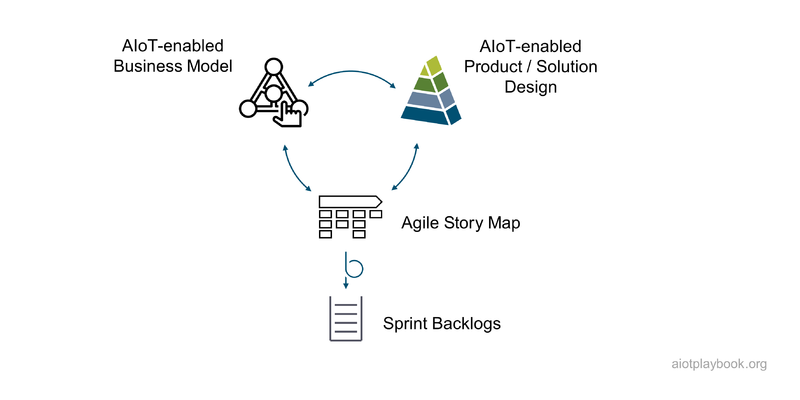 AIoT-enabled
Business Model
AIoT-enabled
Product / Solution
Design
Agile Story Map
Sprint Backlogs
aiotplaybook.org